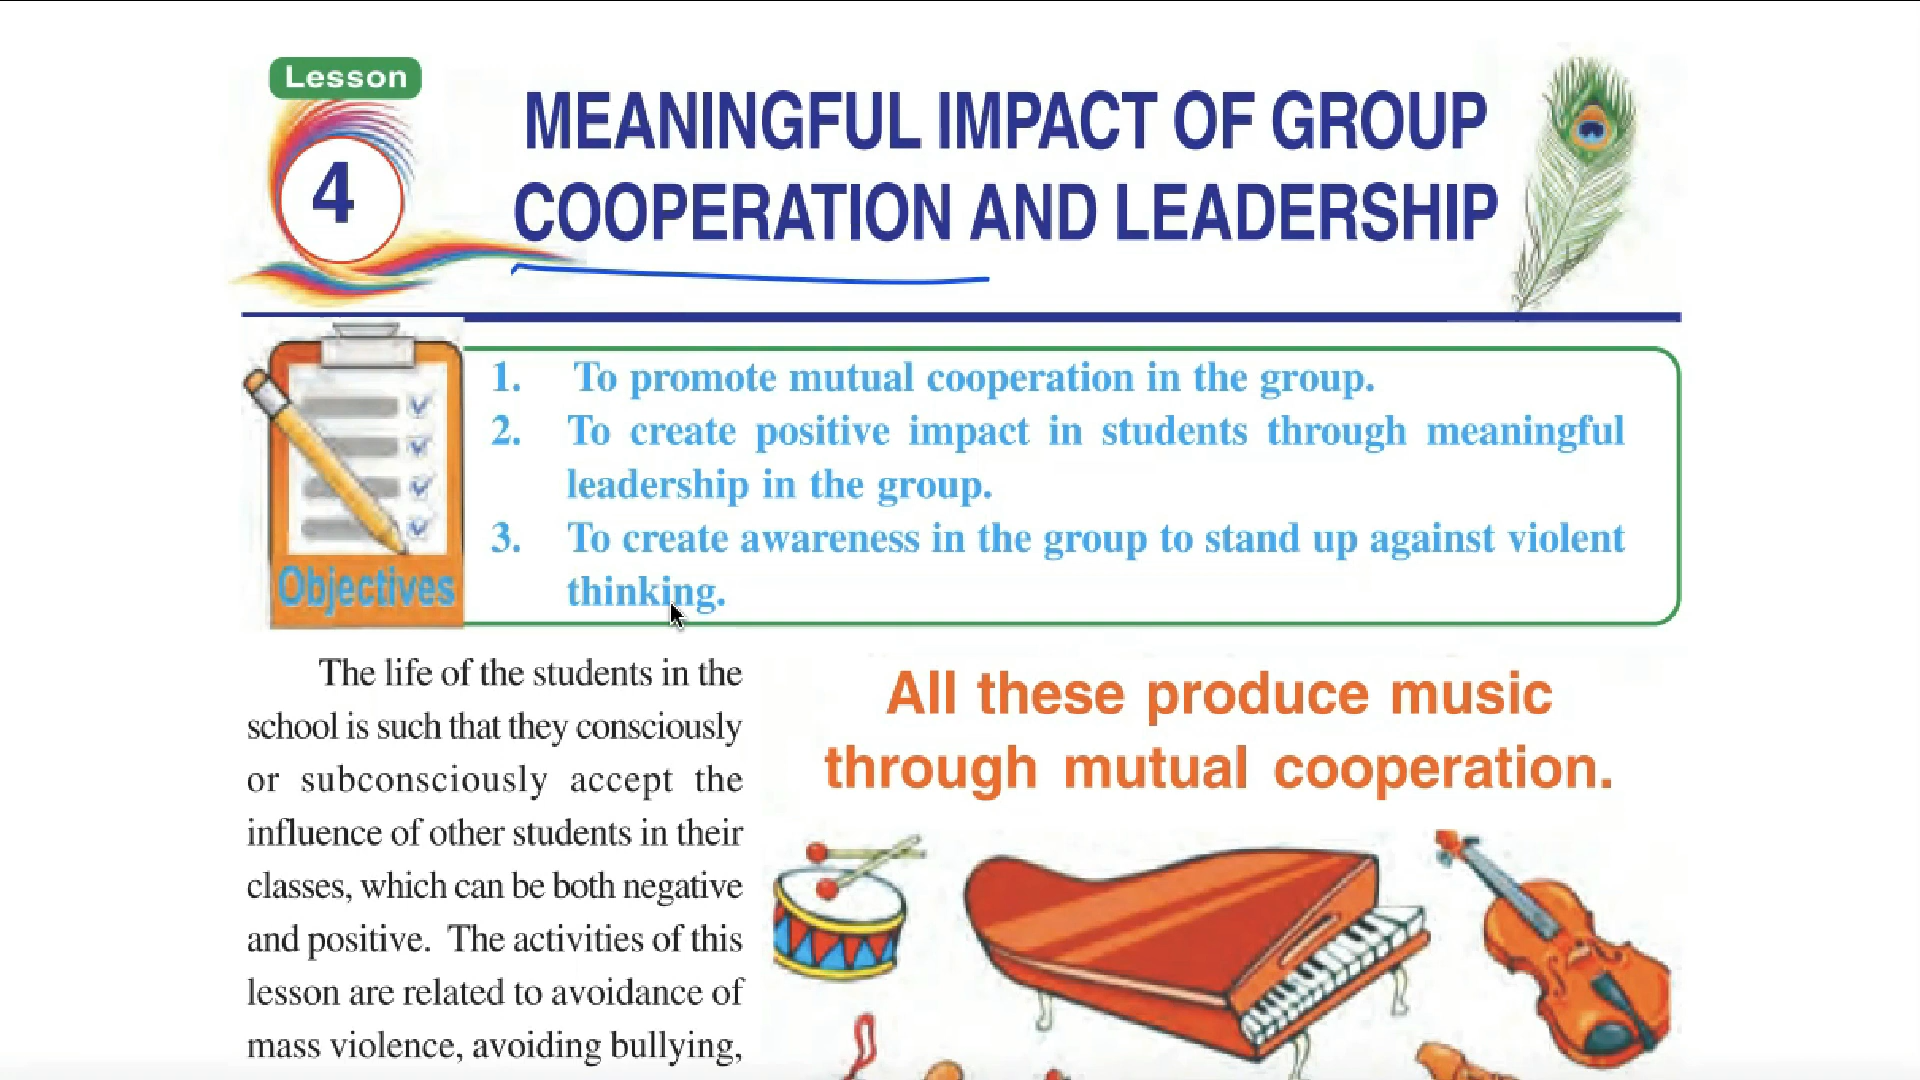 Lesson
4
MEANINGFUL IMPACT OF GROUP
COOPERATION AND LEADERSHIP
Objectives
1. To promote mutual cooperation in the group.
2. To create positive impact in students through meaningful
leadership in the group.
3. To create awareness in the group to stand up against violent
thinking.
The life of the students in the
school is such that they consciously
or subconsciously accept the
influence of other students in their
classes, which can be both negative
and positive. The activities of this
lesson are related to avoidance of
mass violence, avoiding bullying,
All these produce music
through mutual cooperation.